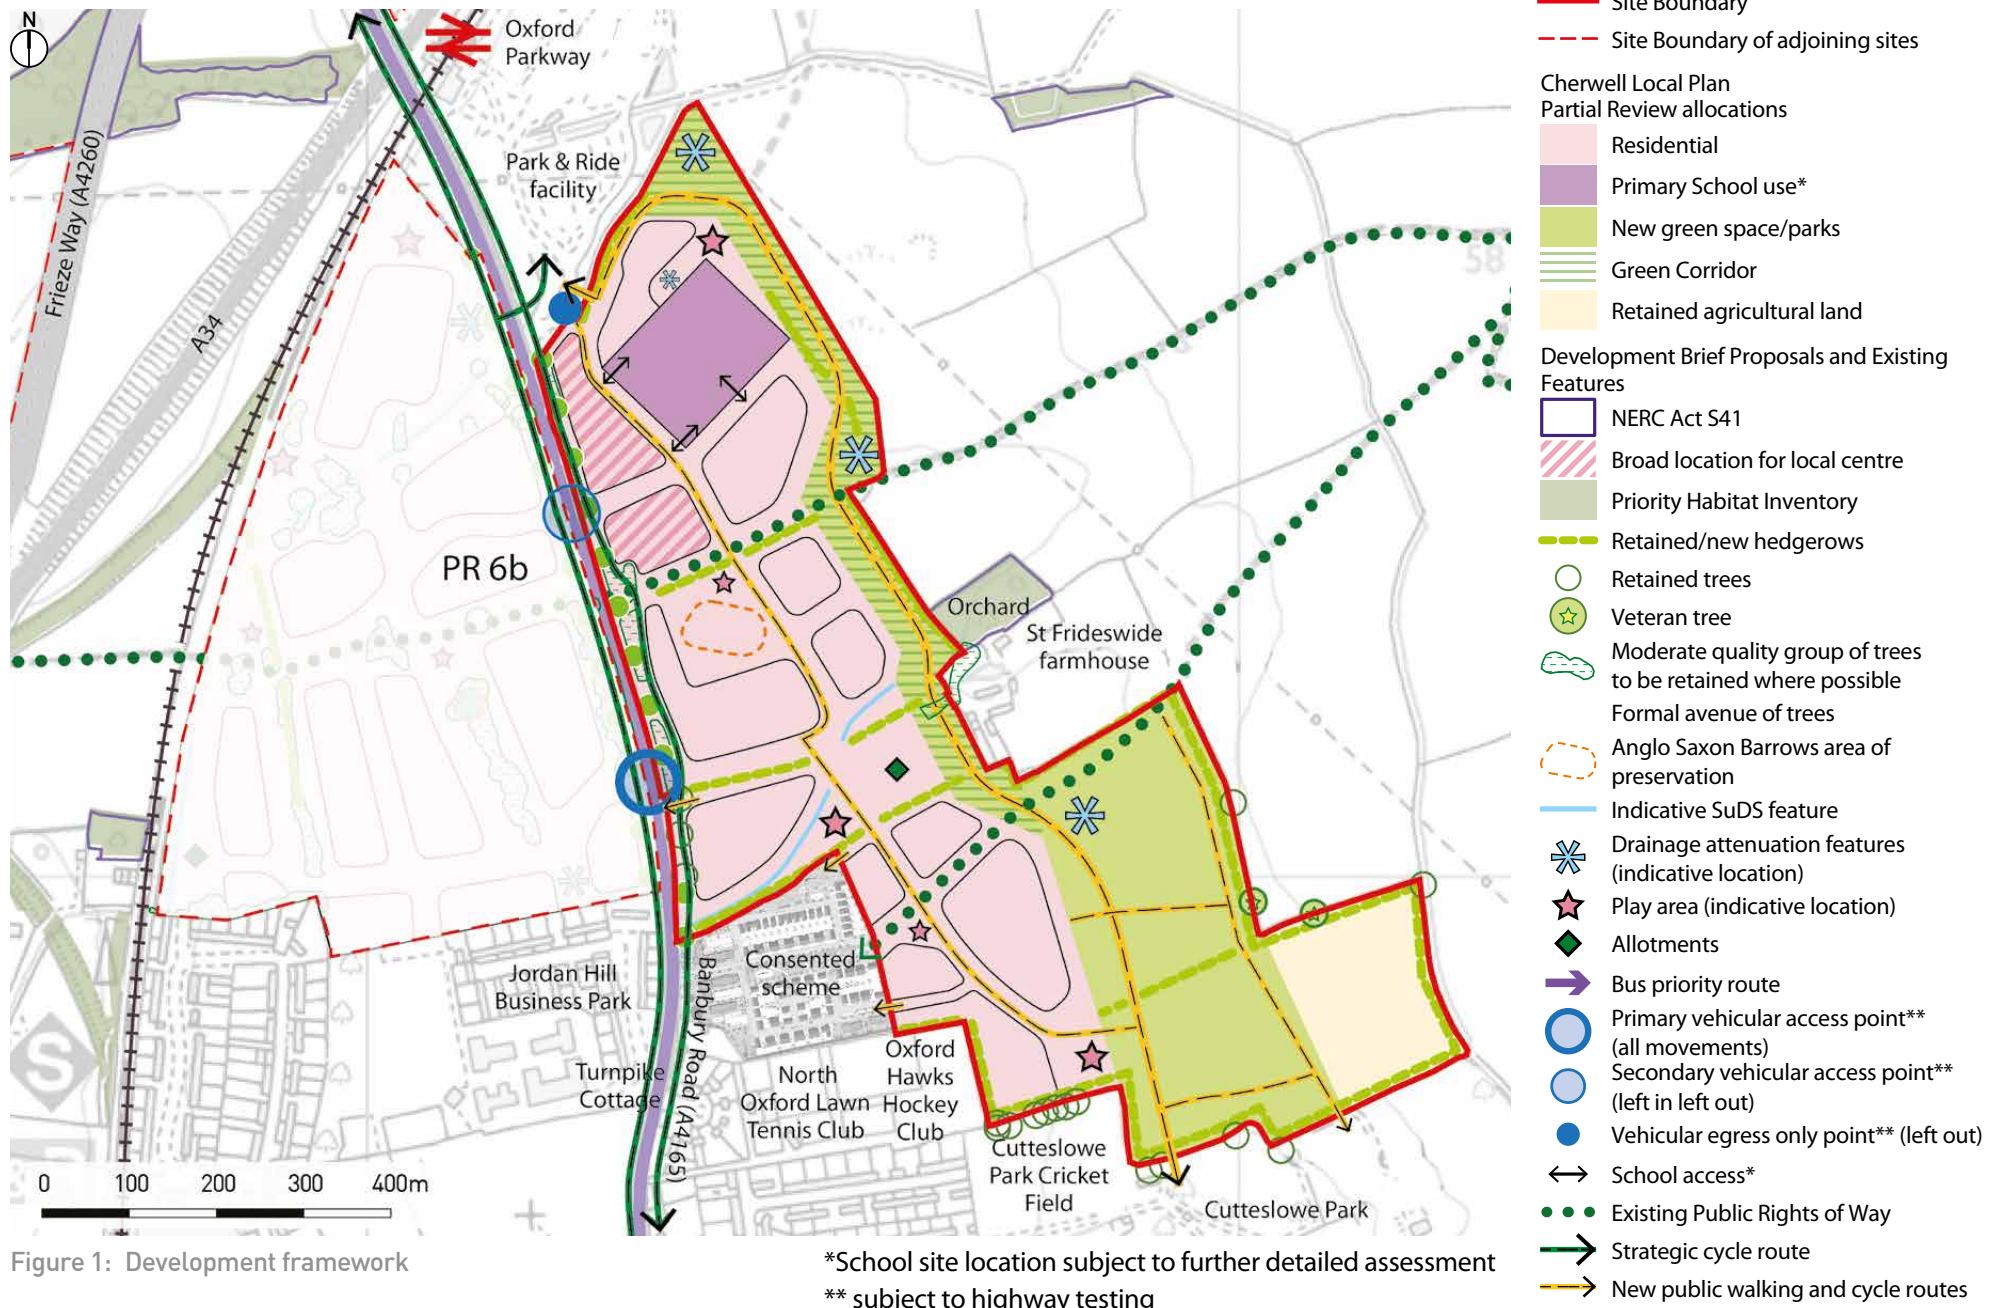 N
Oxford
Parkway
Frieze Way (A4260)
A34
Park & Ride
facility
58
PR 6b
Orchard
St Frideswide
farmhouse
Jordan Hill
Business Park
Consented
scheme
Banbury Road (A4165)
Turnpike
Cottage
North
Oxford Lawn
Tennis Club
Oxford
Hawks
Hockey
Club
Cutteslowe
Park Cricket
Field
Cutteslowe Park
S
0 100 200 300 400m
Figure 1: Development framework
*School site location subject to further detailed assessment
** subject to highway testing
Site Boundary
Site Boundary of adjoining sites
Cherwell Local Plan
Partial Review allocations
Residential
Primary School use*
New green space/parks
Green Corridor
Retained agricultural land
Development Brief Proposals and Existing
Features
NERC Act S41
Broad location for local centre
Priority Habitat Inventory
Retained/new hedgerows
Retained trees
Veteran tree
Moderate quality group of trees
to be retained where possible
Formal avenue of trees
Anglo Saxon Barrows area of
preservation
Indicative SuDS feature
Drainage attenuation features
(indicative location)
Play area (indicative location)
Allotments
Bus priority route
Primary vehicular access point**
(all movements)
Secondary vehicular access point**
(left in left out)
Vehicular egress only point** (left out)
School access*
Existing Public Rights of Way
Strategic cycle route
New public walking and cycle routes